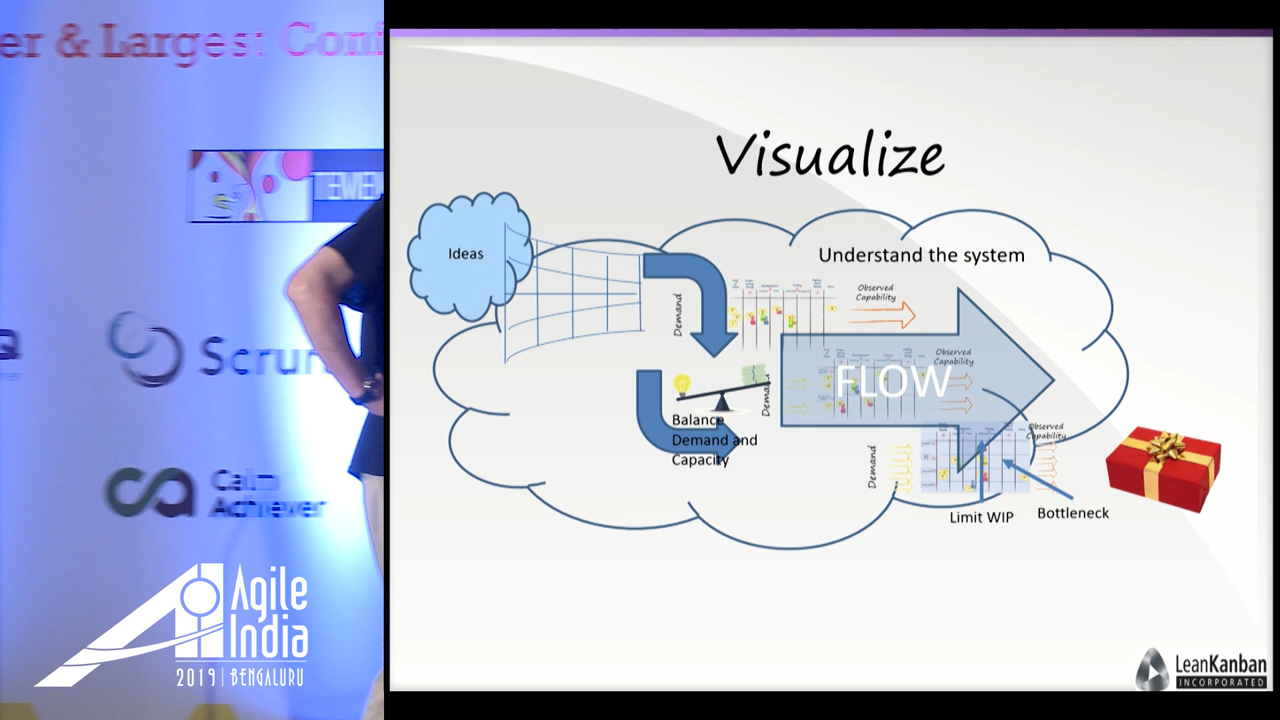 er & Largest Conf
Scrum
Calm
Achiever
Agile
India
2019 | BENGALURU
Visualize
Ideas
Understand the system
Demand
Observed
Capability
Demand
FLOW
Observed
Capability
Balance
Demand and
Capacity
Demand
Observed
Capability
Limit WIP
Bottleneck
LeanKanban
INCORPORATED